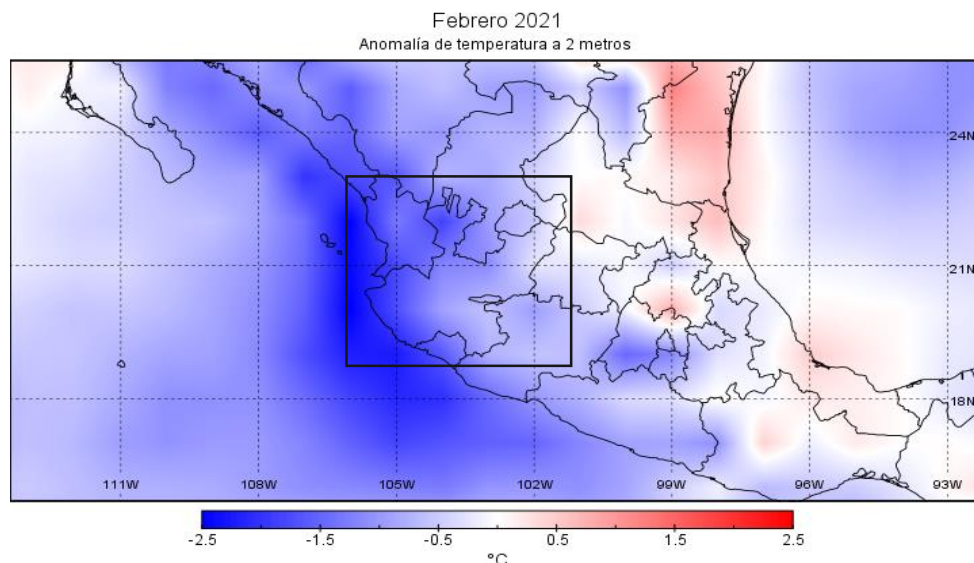 Febrero 2021
Anomalía de temperatura a 2 metros
24N
21N
18N
111W 108W 105W 102W 99W 96W 93W
-2.5 -1.5 -0.5 0.5 1.5 2.5
°C